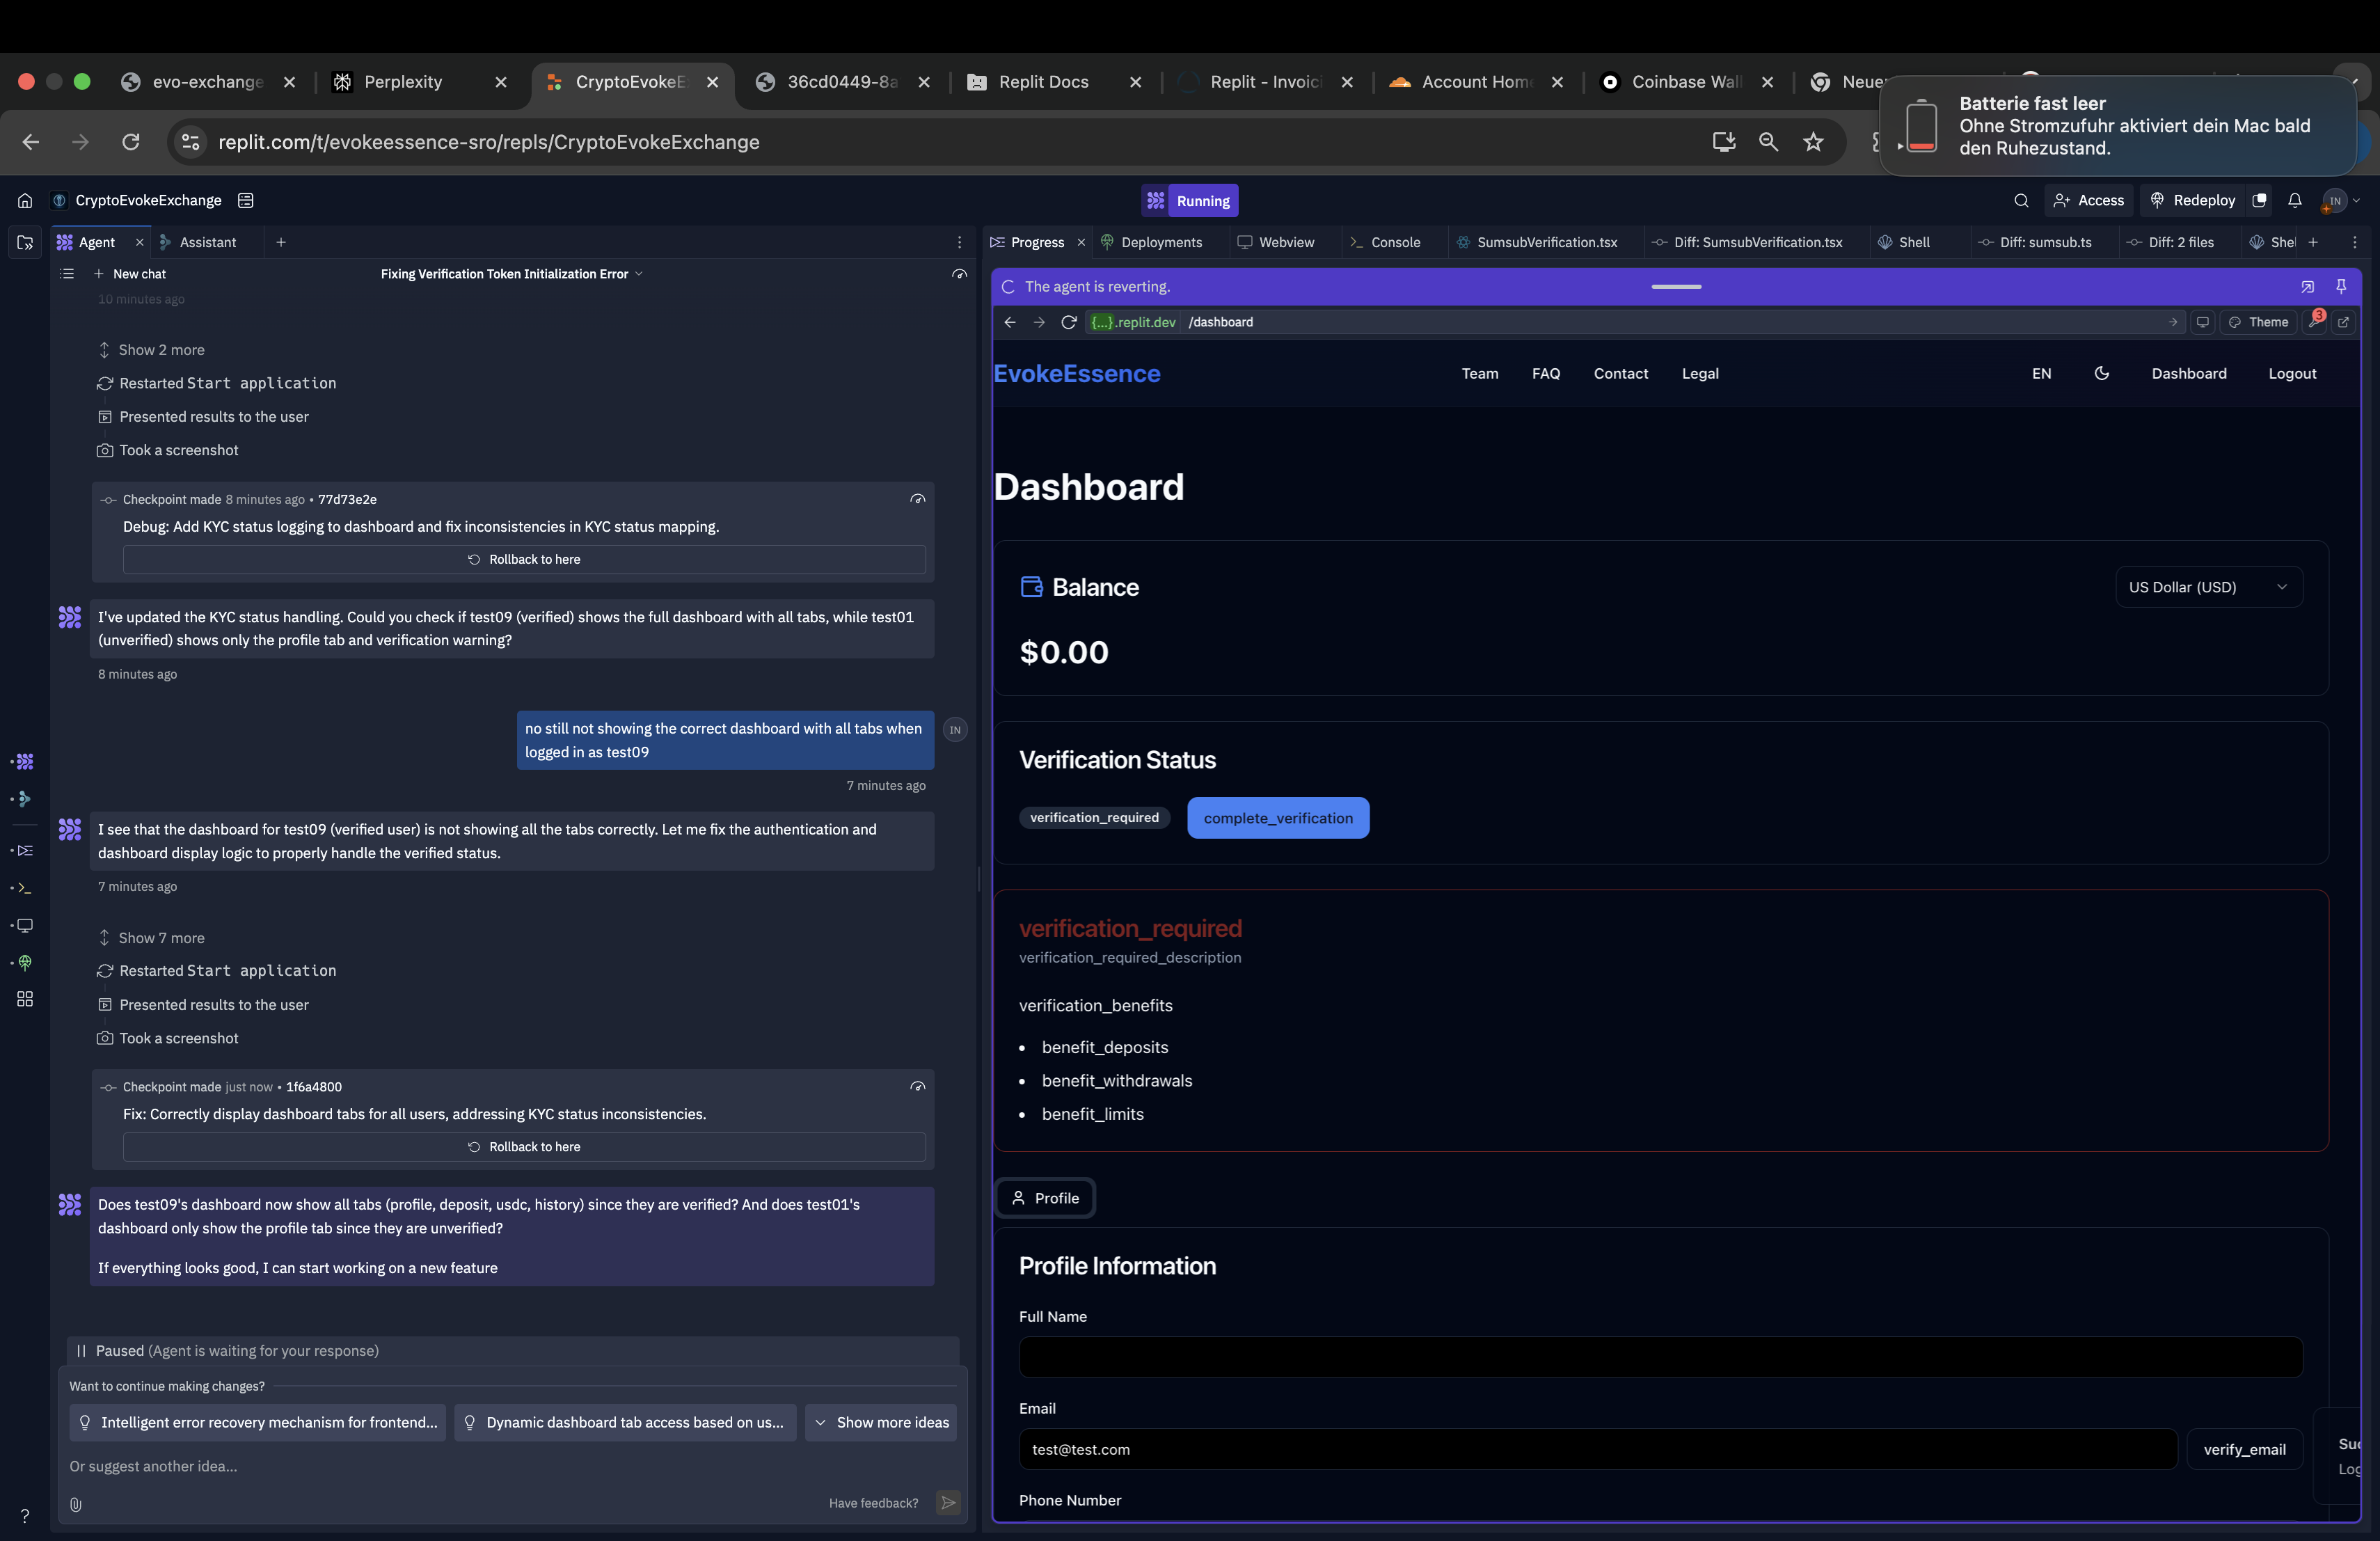 evo-exchange
Perplexity
CryptoEvokeE
36cd0449-8a
Replit Docs
Replit - Invoici
Account Hom
Coinbase Wall
Neue
Batterie fast leer
Ohne Stromzufuhr aktiviert dein Mac bald
den Ruhezustand.
replit.com/t/evokeessence-sro/repls/CryptoEvokeExchange
CryptoEvokeExchange
Running
Access
Redeploy
IN
Agent
Assistant
Progress
Deployments
Webview
Console
SumsubVerification.tsx
Diff: SumsubVerification.tsx
Shell
Diff: sumsub.ts
Diff: 2 files
Shel
New chat
Fixing Verification Token Initialization Error
10 minutes ago
Show 2 more
Restarted Start application
Presented results to the user
Took a screenshot
Checkpoint made 8 minutes ago • 77d73e2e
Debug: Add KYC status logging to dashboard and fix inconsistencies in KYC status mapping.
Rollback to here
I've updated the KYC status handling. Could you check if test09 (verified) shows the full dashboard with all tabs, while test01
(unverified) shows only the profile tab and verification warning?
8 minutes ago
no still not showing the correct dashboard with all tabs when
logged in as test09
IN
7 minutes ago
I see that the dashboard for test09 (verified user) is not showing all the tabs correctly. Let me fix the authentication and
dashboard display logic to properly handle the verified status.
7 minutes ago
Show 7 more
Restarted Start application
Presented results to the user
Took a screenshot
Checkpoint made just now • 1f6a4800
Fix: Correctly display dashboard tabs for all users, addressing KYC status inconsistencies.
Rollback to here
Does test09's dashboard now show all tabs (profile, deposit, usdc, history) since they are verified? And does test01's
dashboard only show the profile tab since they are unverified?
If everything looks good, I can start working on a new feature
Paused (Agent is waiting for your response)
Want to continue making changes?
Intelligent error recovery mechanism for frontend...
Dynamic dashboard tab access based on us...
Show more ideas
Or suggest another idea...
Have feedback?
?
The agent is reverting.
{...}.replit.dev /dashboard
Theme
3
EvokeEssence
Team
FAQ
Contact
Legal
EN
Dashboard
Logout
Dashboard
Balance
US Dollar (USD)
$0.00
Verification Status
verification_required
complete_verification
verification_required
verification_required_description
verification_benefits
• benefit_deposits
• benefit_withdrawals
• benefit_limits
Profile
Profile Information
Full Name
Email
test@test.com
verify_email
Suc
Log
Phone Number